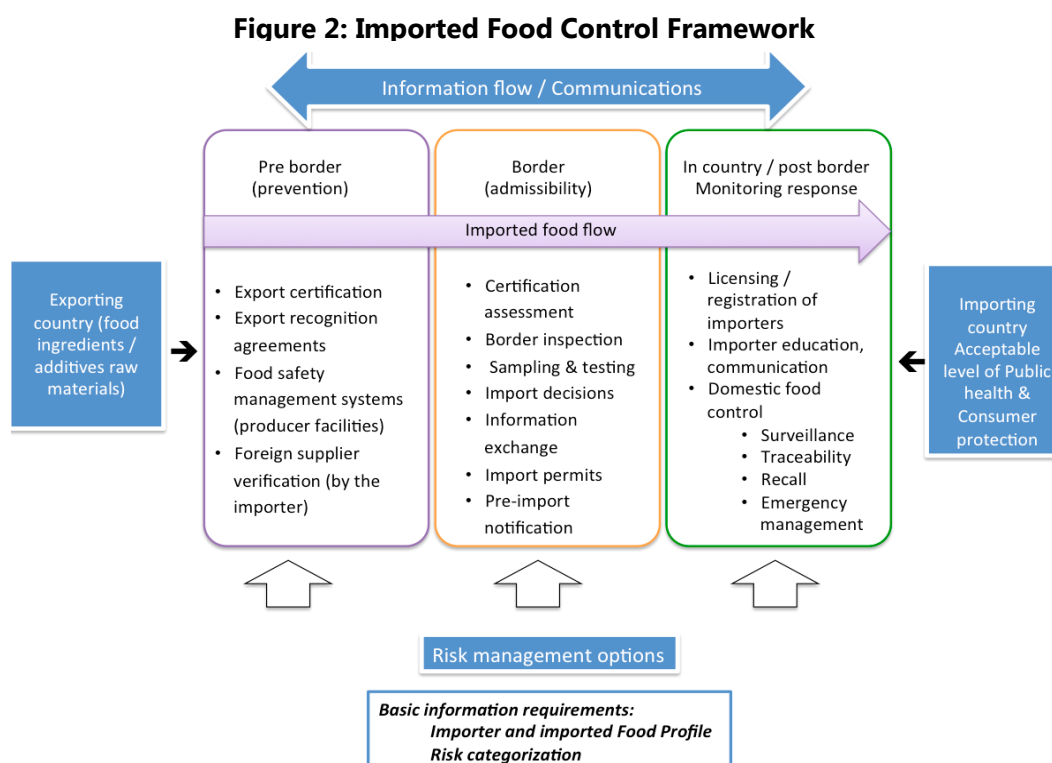 Figure 2: Imported Food Control Framework
Information flow / Communications
Pre border
(prevention)
Border
(admissibility)
In country / post border
Monitoring response
Imported food flow
Exporting
country (food
ingredients /
additives raw
materials)
• Export certification
• Export recognition
agreements
• Food safety
management systems
(producer facilities)
• Foreign supplier
verification (by the
importer)
• Certification
assessment
• Border inspection
• Sampling & testing
• Import decisions
• Information
exchange
• Import permits
• Pre-import
notification
• Licensing /
registration of
importers
• Importer education,
communication
• Domestic food
control
• Surveillance
• Traceability
• Recall
• Emergency
management
Importing
country
Acceptable
level of Public
health &
Consumer
protection
Risk management options
Basic information requirements:
Importer and imported Food Profile
Risk categorization